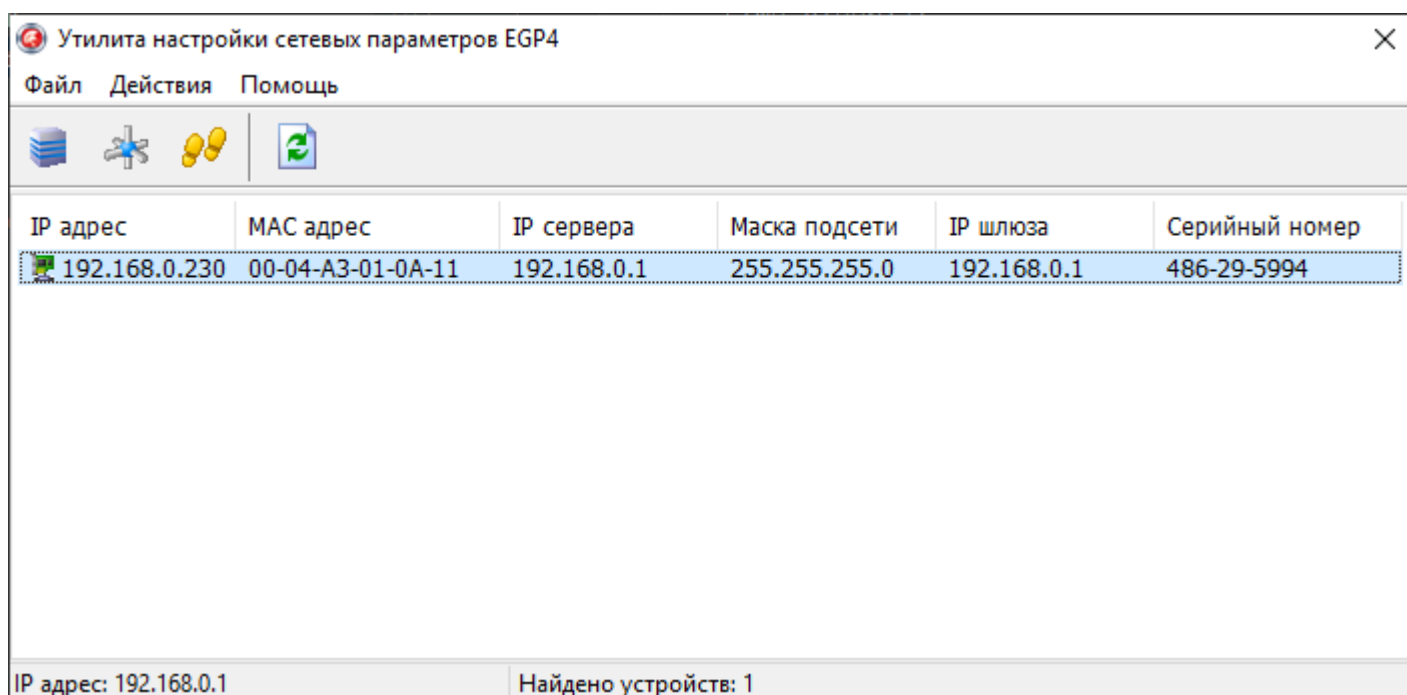 Утилита настройки сетевых параметров EGP4
Файл Действия Помощь
IP адрес MAC адрес IP сервера Маска подсети IP шлюза Серийный номер
192.168.0.230 00-04-A3-01-0A-11 192.168.0.1 255.255.255.0 192.168.0.1 486-29-5994
IP адрес: 192.168.0.1 Найдено устройств: 1